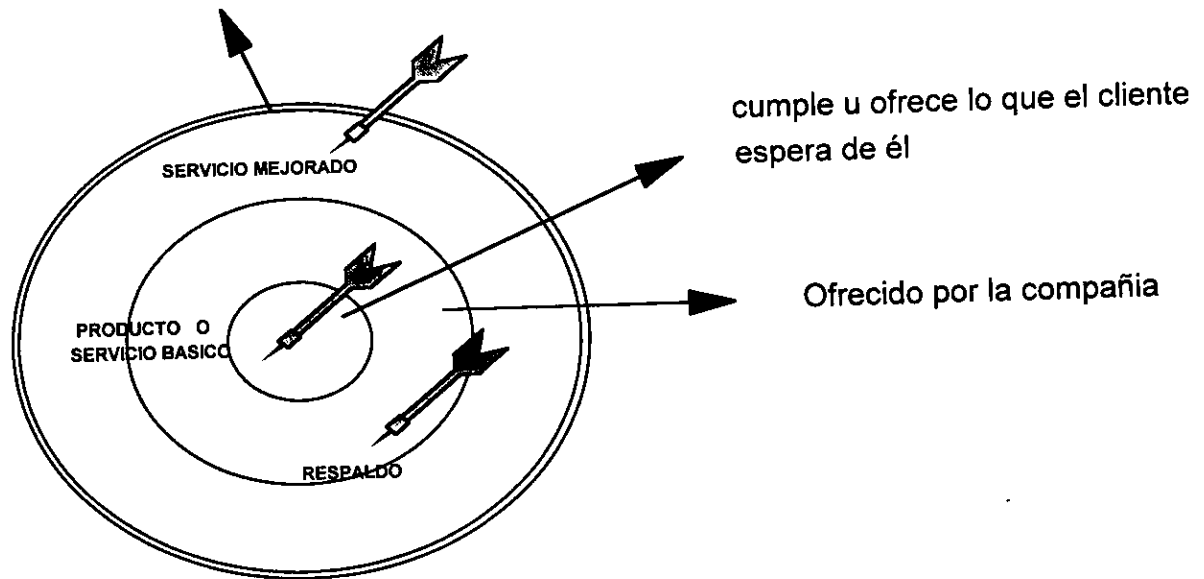 cumple u ofrece lo que el cliente
espera de él
SERVICIO MEJORADO
Ofrecido por la compañia
PRODUCTO O
SERVICIO BASICO
RESPALDO